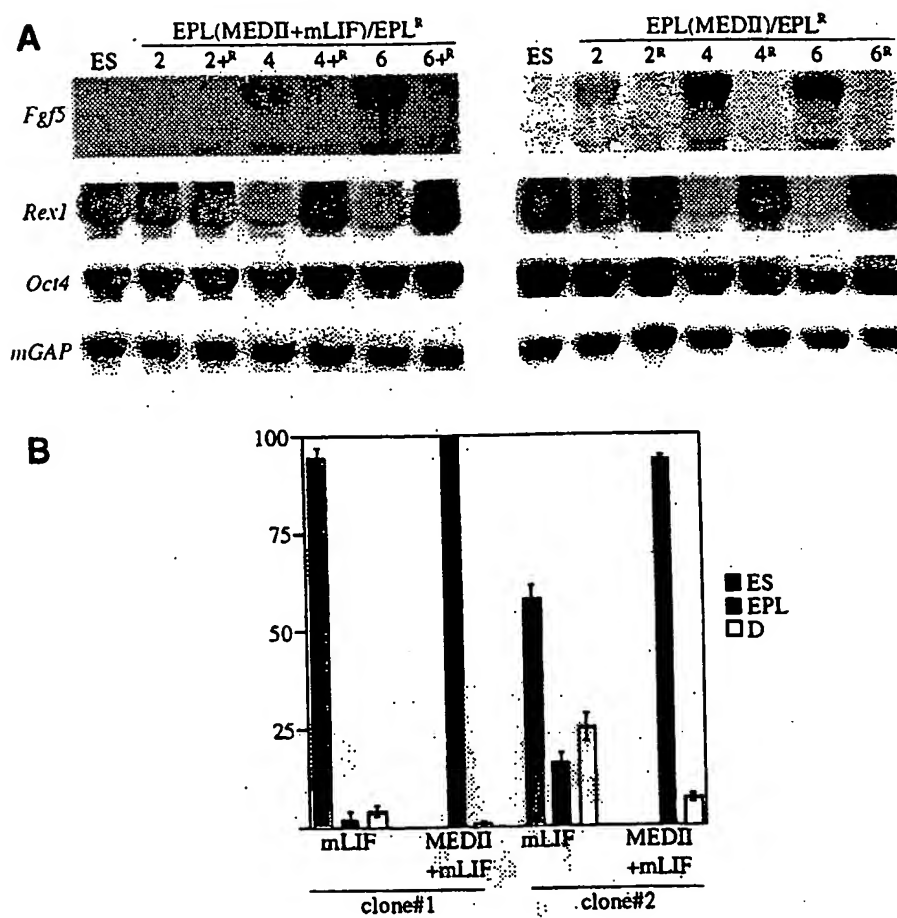 A
EPL(MEDII+mLIF)/EPL^R
ES 2 2+^R 4 4+^R 6 6+^R
EPL(MEDII)/EPL^R
ES 2 2^R 4 4^R 6 6^R
Fgf5
Rex1
Oct4
mGAP
B
100
75
50
25
ES
EPL
D
mLIF MEDII mLIF MEDII
+mLIF +mLIF
clone#1 clone#2